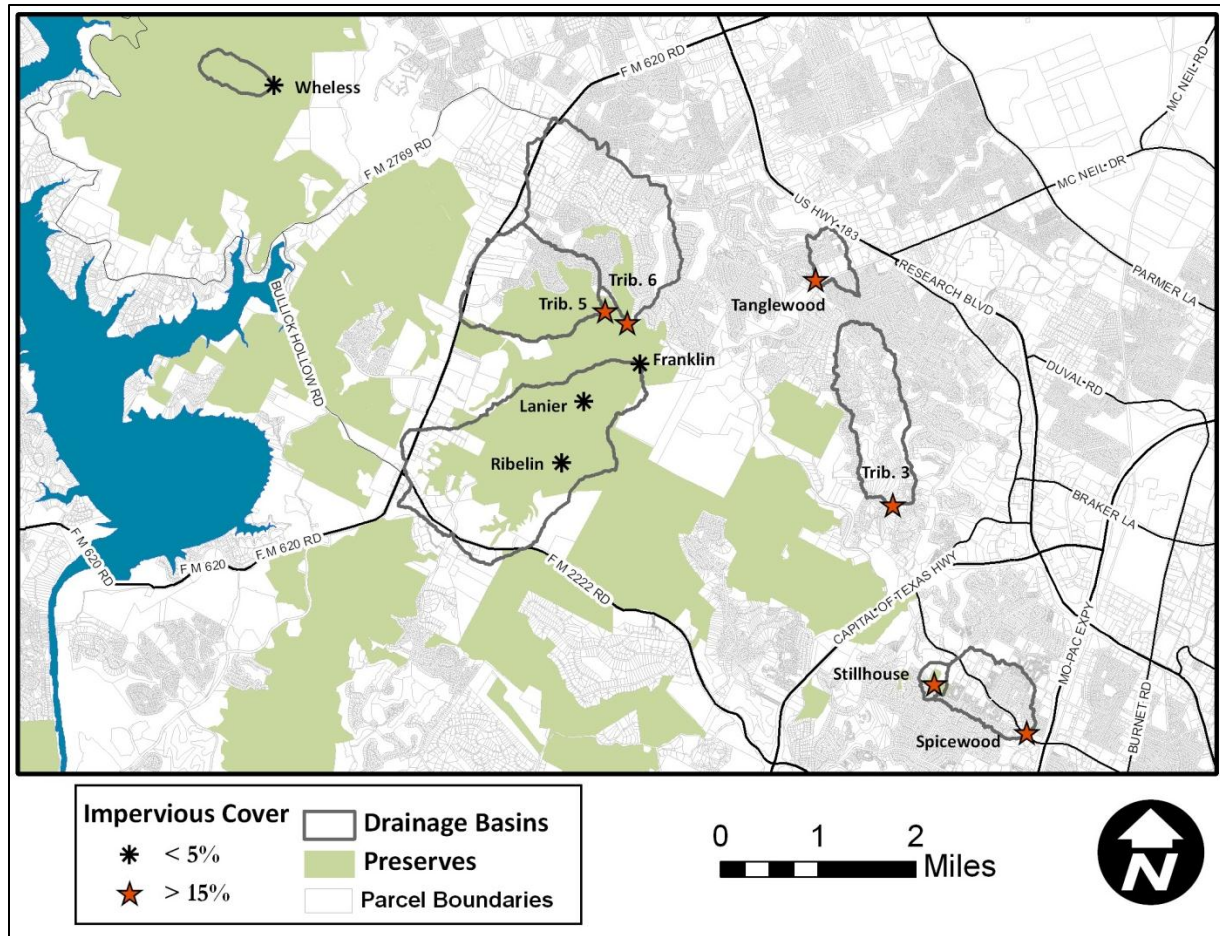 F M 620 RD
MC NEIL RD
Wheless
F M 2769 RD
MC NEIL DR
US HWY-183
RESEARCH BLVD
PARMER LA
Trib. 6
Trib. 5
Tanglewood
BULLICK HOLLOW RD
Franklin
DUVAL RD
Lanier
Ribelin
Trib. 3
BRAKER LA
F M 620 RD
F M 620
F M 620 RD
F M 2222 RD
CAPITAL OF TEXAS HWY
MO-PAC EXPY
BURNET RD
Stillhouse
Spicewood
Impervious Cover
< 5%
> 15%
Drainage Basins
Preserves
Parcel Boundaries
0 1 2
Miles
N